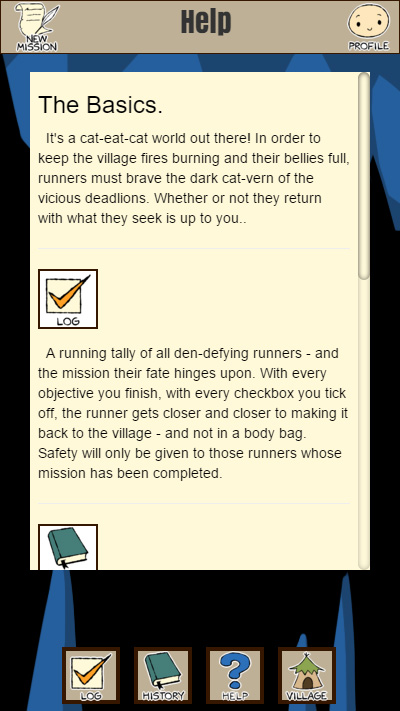 Help
NEW
MISSION
PROFILE
The Basics.
It's a cat-eat-cat world out there! In order to
keep the village fires burning and their bellies full,
runners must brave the dark cat-vern of the
vicious deadlions. Whether or not they return
with what they seek is up to you..
LOG
A running tally of all den-defying runners - and
the mission their fate hinges upon. With every
objective you finish, with every checkbox you tick
off, the runner gets closer and closer to making it
back to the village - and not in a body bag.
Safety will only be given to those runners whose
mission has been completed.
LOG
HISTORY
HELP
VILLAGE